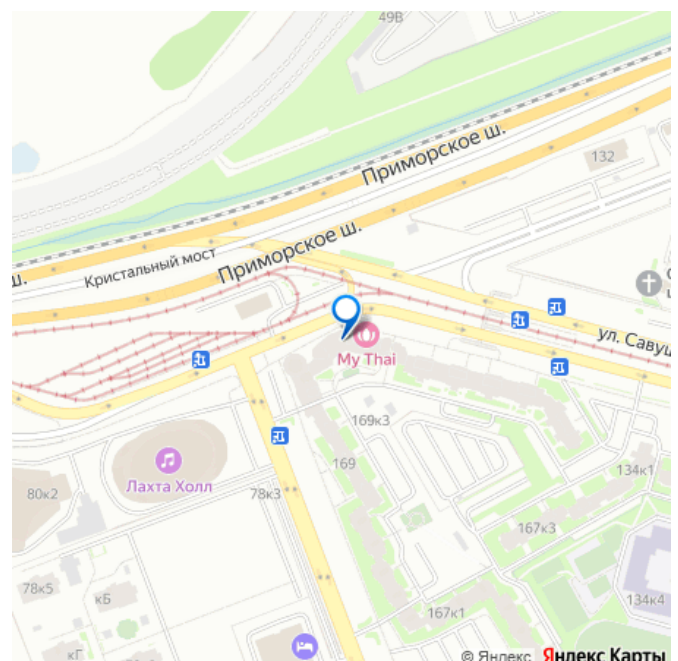 49В
Приморское ш.
132
Приморское ш.
Кристальный мост
ш.
ул. Савуш
My Thai
169к3
169
134к1
Лахта Холл
80к2
78к3
167к3
78к5
кБ
134к4
167к1
кГ
© Яндекс Яндекс Карты